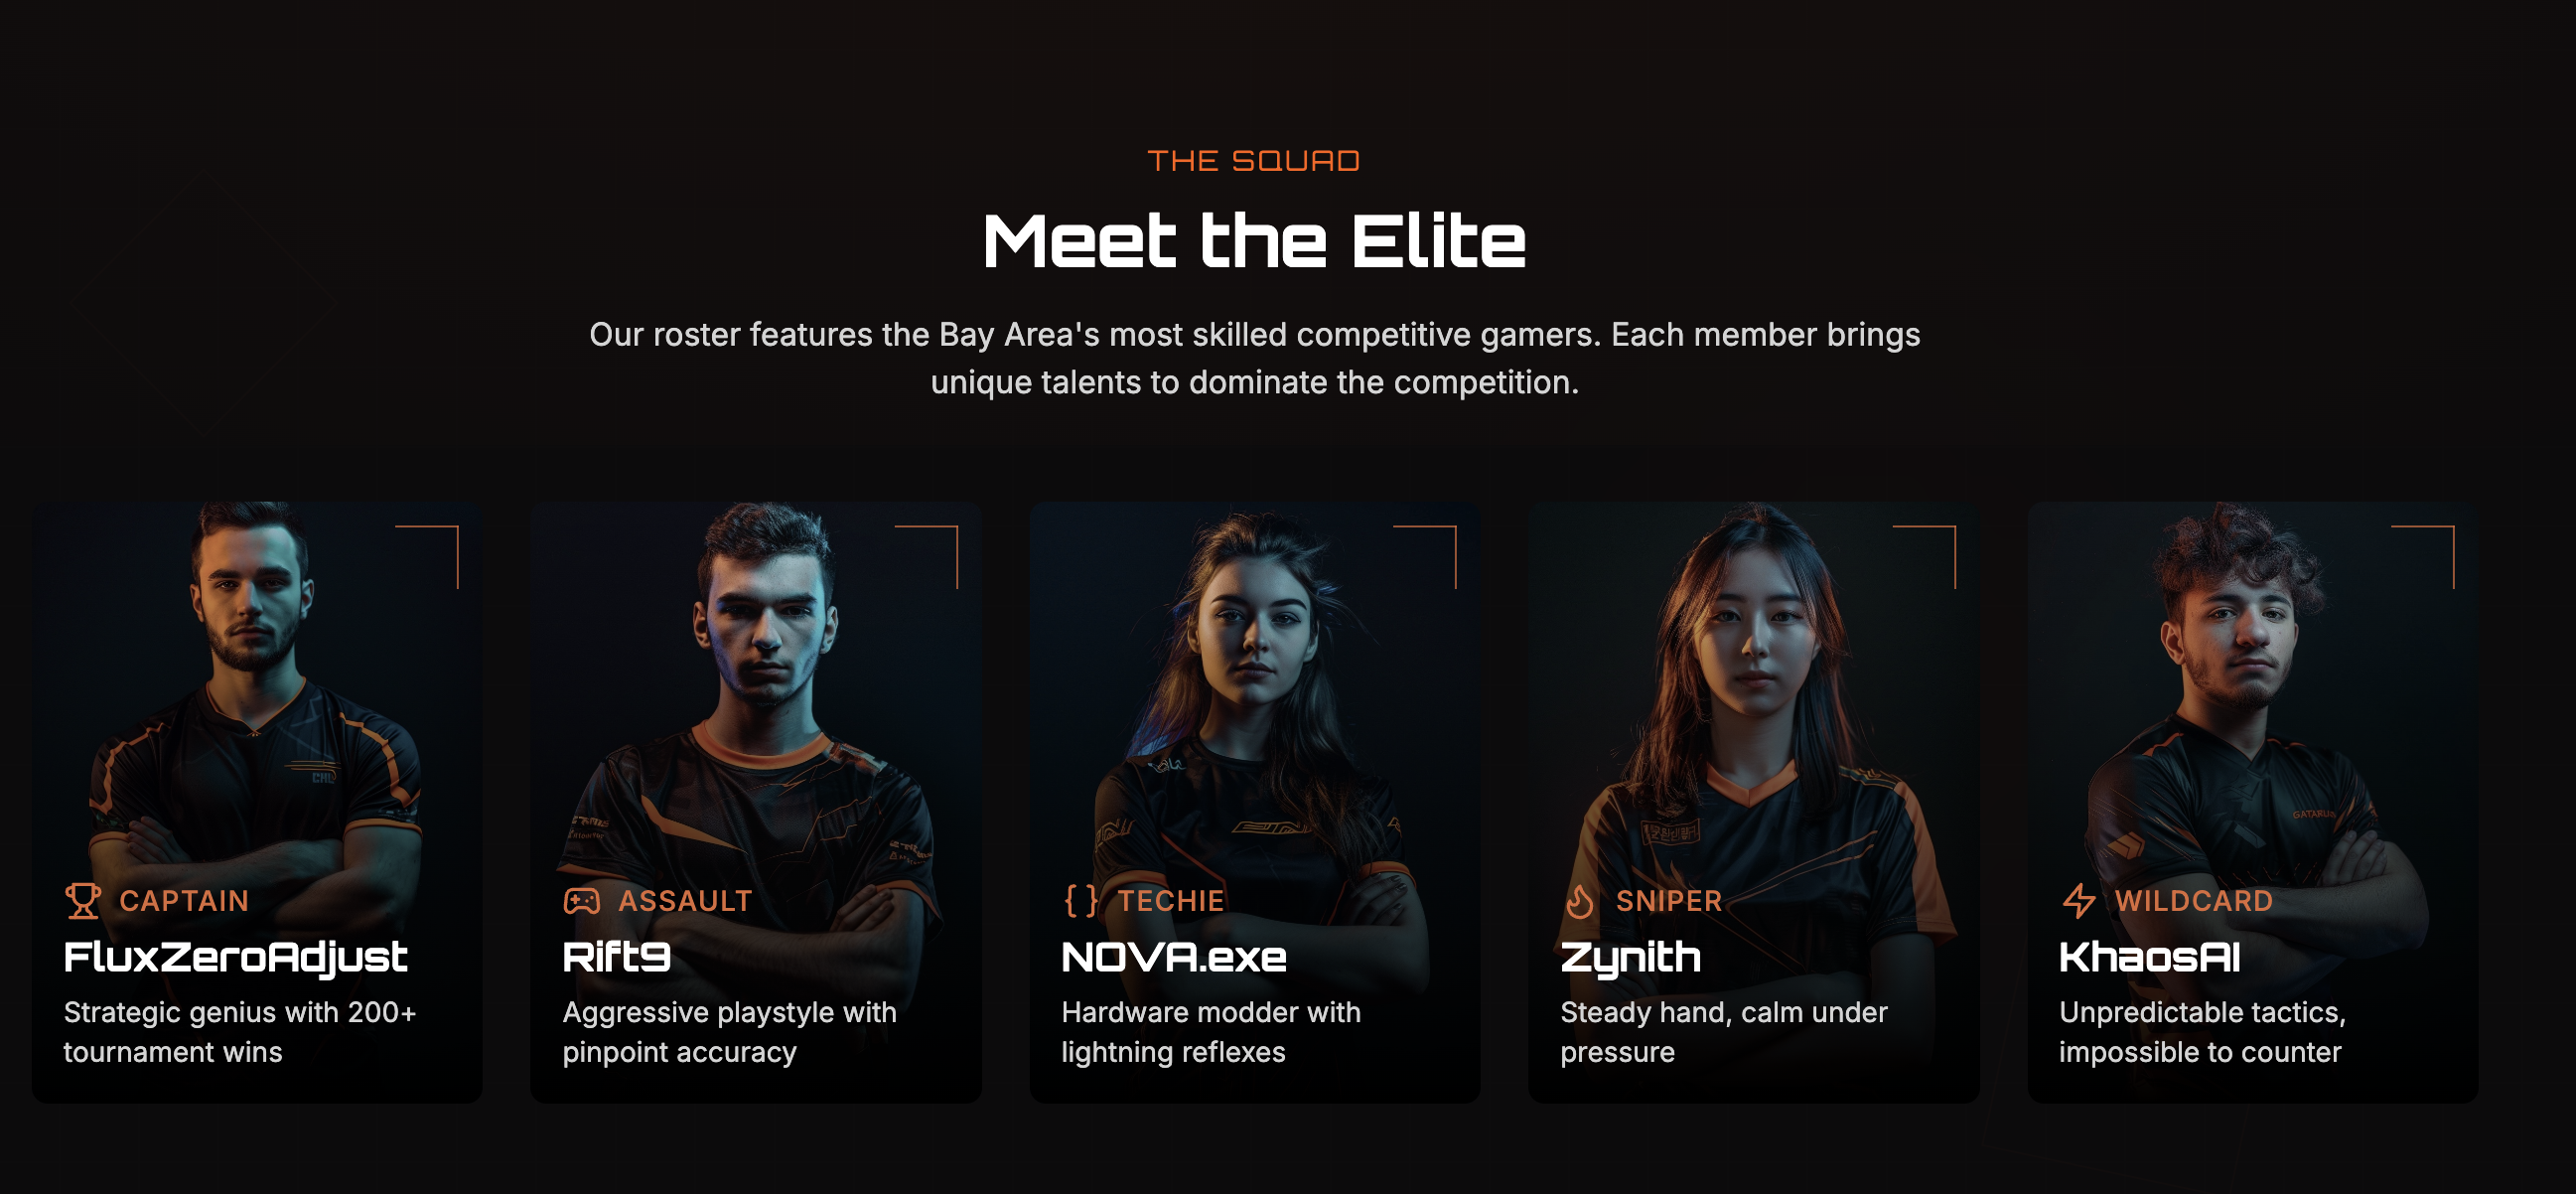 THE SQUAD
Meet the Elite
Our roster features the Bay Area's most skilled competitive gamers. Each member brings
unique talents to dominate the competition.
CAPTAIN
FluxZeroAdjust
Strategic genius with 200+
tournament wins
ASSAULT
Rift9
Aggressive playstyle with
pinpoint accuracy
{ } TECHIE
NOVA.exe
Hardware modder with
lightning reflexes
SNIPER
Zynith
Steady hand, calm under
pressure
WILDCARD
KhaosAI
Unpredictable tactics,
impossible to counter